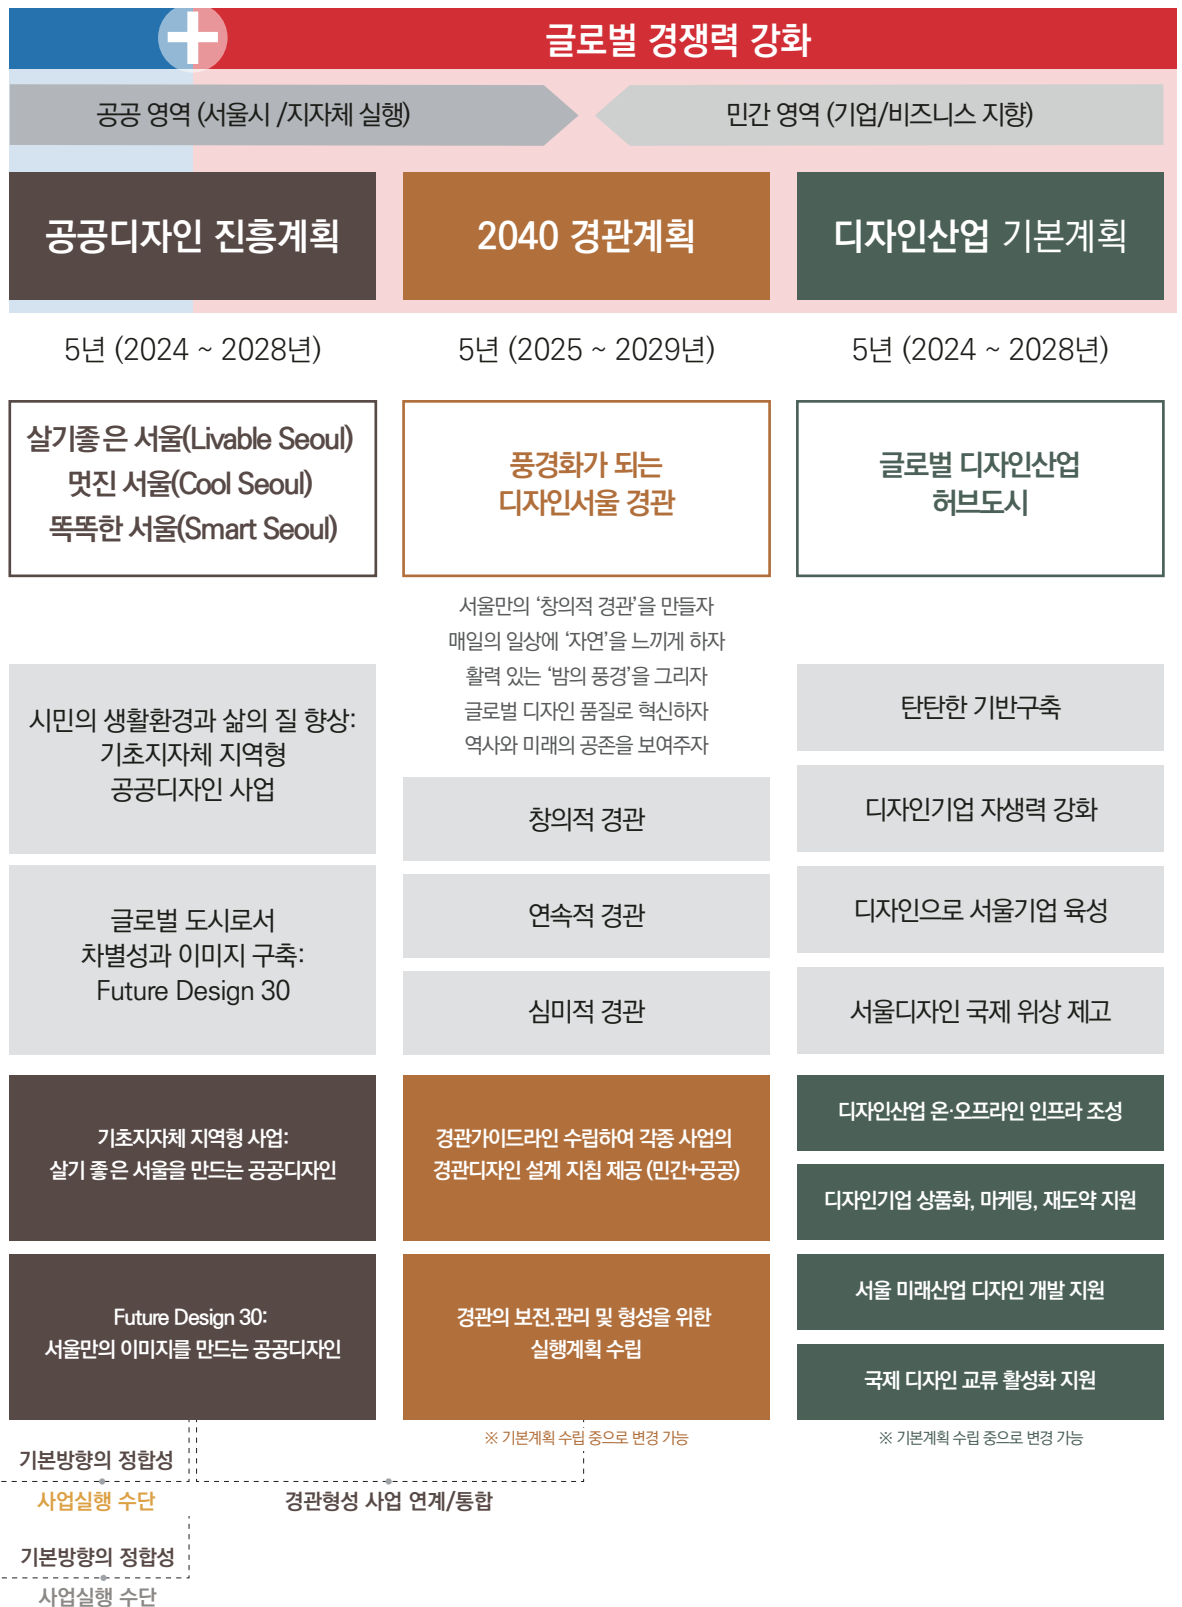 글로벌 경쟁력 강화
공공 영역 (서울시 /지자체 실행)
민간 영역 (기업/비즈니스 지향)
공공디자인 진흥계획
2040 경관계획
디자인산업 기본계획
5년 (2024 ~ 2028년)
5년 (2025 ~ 2029년)
5년 (2024 ~ 2028년)
살기좋은 서울(Livable Seoul)
멋진 서울(Cool Seoul)
똑똑한 서울(Smart Seoul)
풍경화가 되는
디자인서울 경관
글로벌 디자인산업
허브도시
서울만의 ‘창의적 경관’을 만들자
매일의 일상에 ‘자연’을 느끼게 하자
활력 있는 ‘밤의 풍경’을 그리자
글로벌 디자인 품질로 혁신하자
역사와 미래의 공존을 보여주자
시민의 생활환경과 삶의 질 향상:
기초지자체 지역형
공공디자인 사업
글로벌 도시로서
차별성과 이미지 구축:
Future Design 30
창의적 경관
연속적 경관
심미적 경관
탄탄한 기반구축
디자인기업 자생력 강화
디자인으로 서울기업 육성
서울디자인 국제 위상 제고
기초지자체 지역형 사업:
살기 좋은 서울을 만드는 공공디자인
Future Design 30:
서울만의 이미지를 만드는 공공디자인
경관가이드라인 수립하여 각종 사업의
경관디자인 설계 지침 제공 (민간+공공)
경관의 보전.관리 및 형성을 위한
실행계획 수립
디자인산업 온·오프라인 인프라 조성
디자인기업 상품화, 마케팅, 재도약 지원
서울 미래산업 디자인 개발 지원
국제 디자인 교류 활성화 지원
※ 기본계획 수립 중으로 변경 가능
※ 기본계획 수립 중으로 변경 가능
기본방향의 정합성
사업실행 수단
경관형성 사업 연계/통합
기본방향의 정합성
사업실행 수단